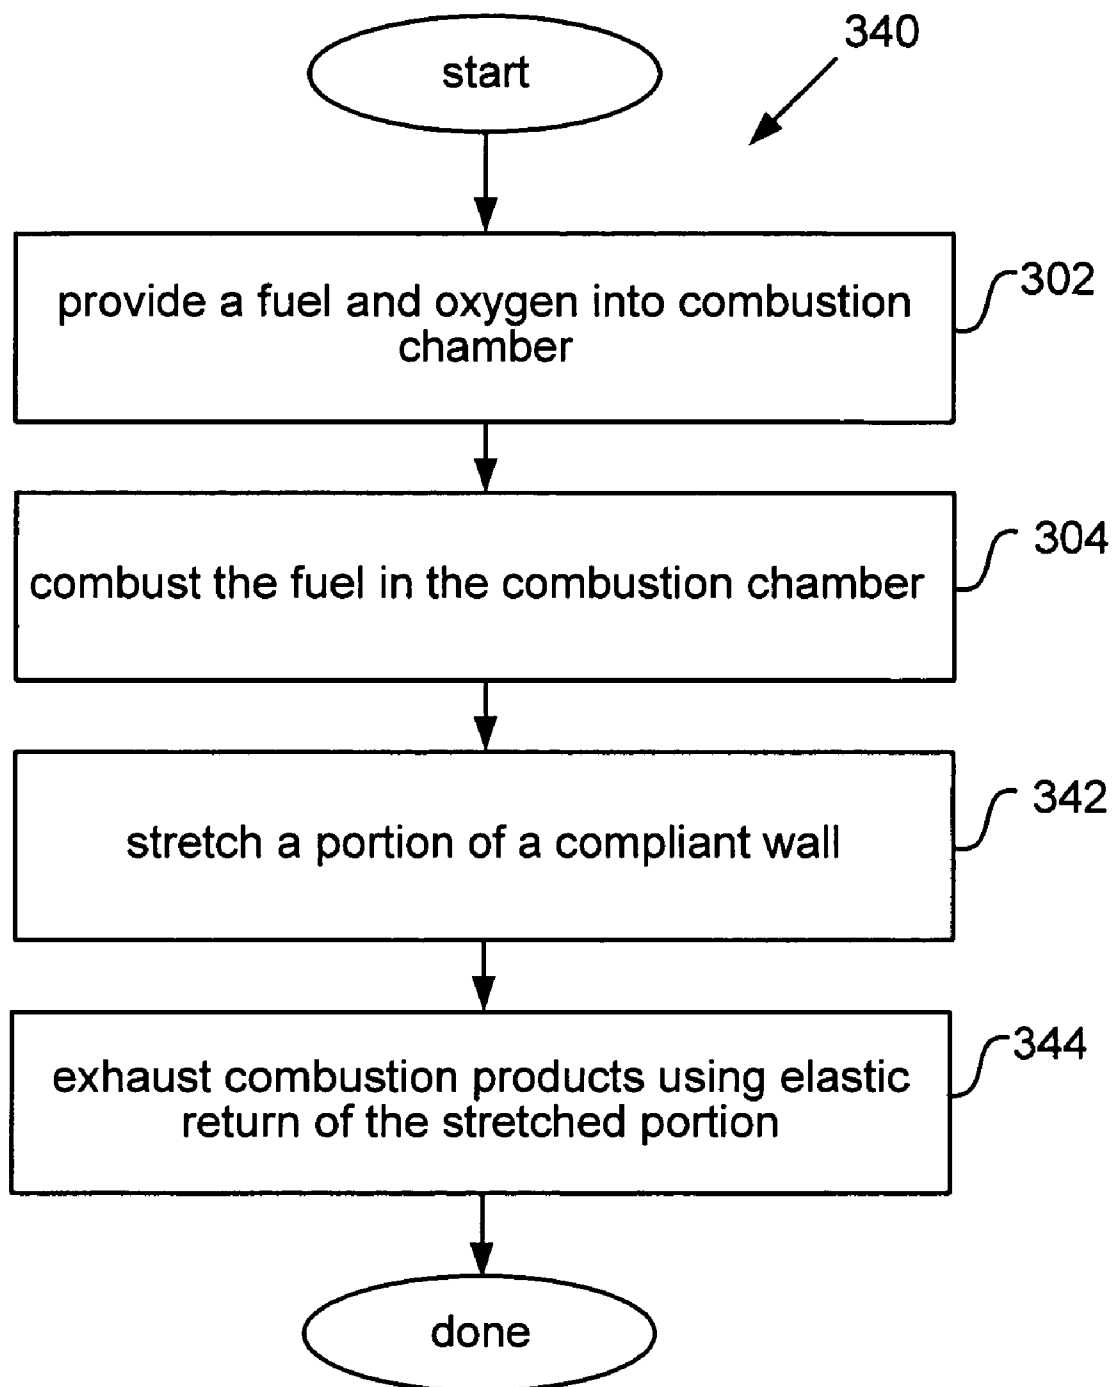 340
start
302
provide a fuel and oxygen into combustion
chamber
304
combust the fuel in the combustion chamber
342
stretch a portion of a compliant wall
344
exhaust combustion products using elastic
return of the stretched portion
done